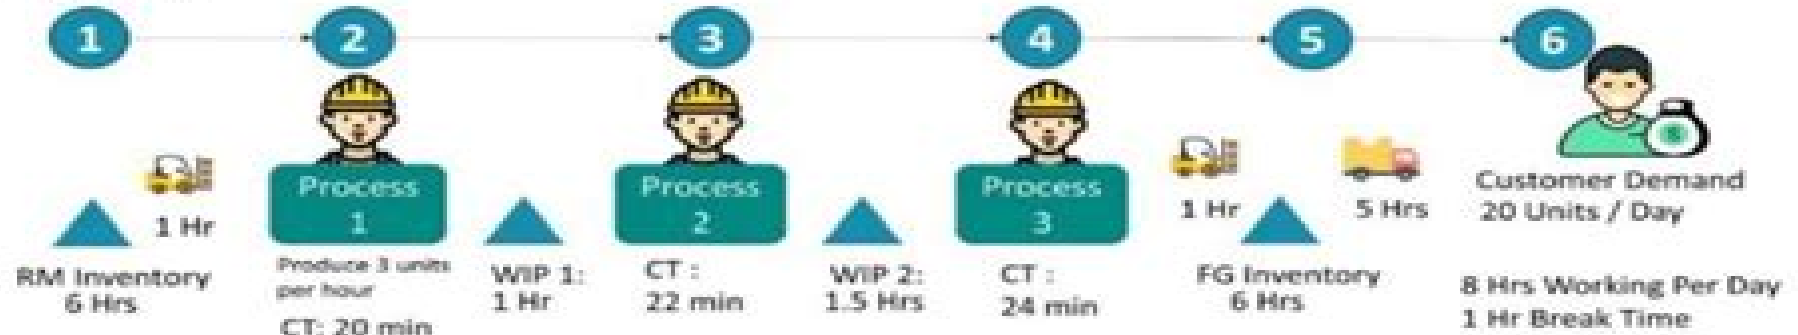 1
2
3
4
5
6
1 Hr
RM Inventory
6 Hrs
Process
1
Produce 3 units
per hour
CT: 20 min
WIP 1:
1 Hr
Process
2
CT :
22 min
WIP 2:
1.5 Hrs
Process
3
CT :
24 min
1 Hr
FG Inventory
6 Hrs
5 Hrs
$
Customer Demand
20 Units / Day
8 Hrs Working Per Day
1 Hr Break Time